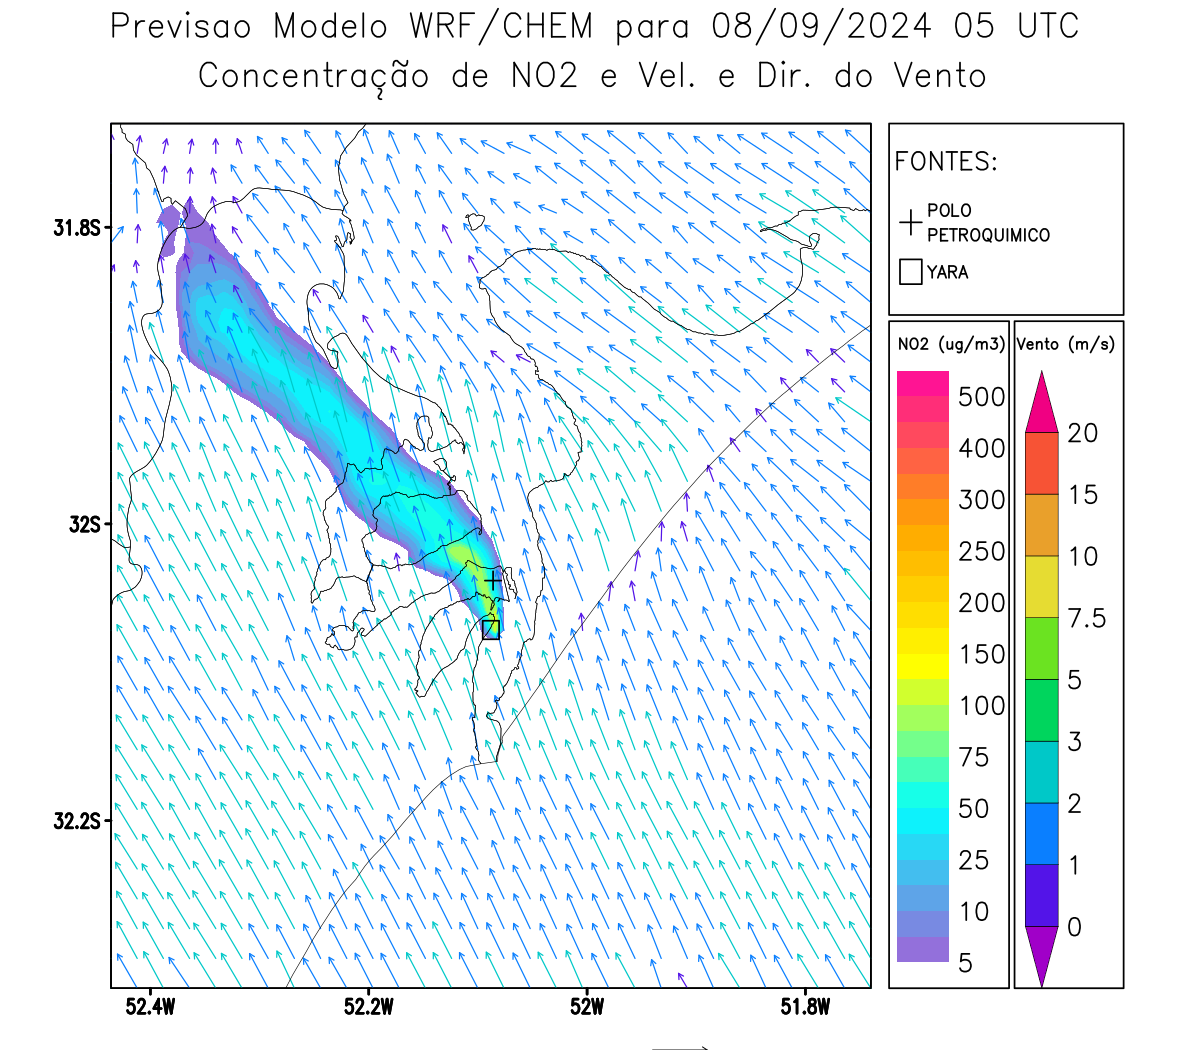 Previsao Modelo WRF/CHEM para 08/09/2024 05 UTC
Concentração de NO2 e Vel. e Dir. do Vento
FONTES:
POLO
PETROQUIMICO
YARA
31.8S
32S
32.2S
52.4W
52.2W
52W
51.8W
NO2 (ug/m3)
500
400
300
250
200
150
100
75
50
25
10
5
Vento (m/s)
20
15
10
7.5
5
3
2
1
0